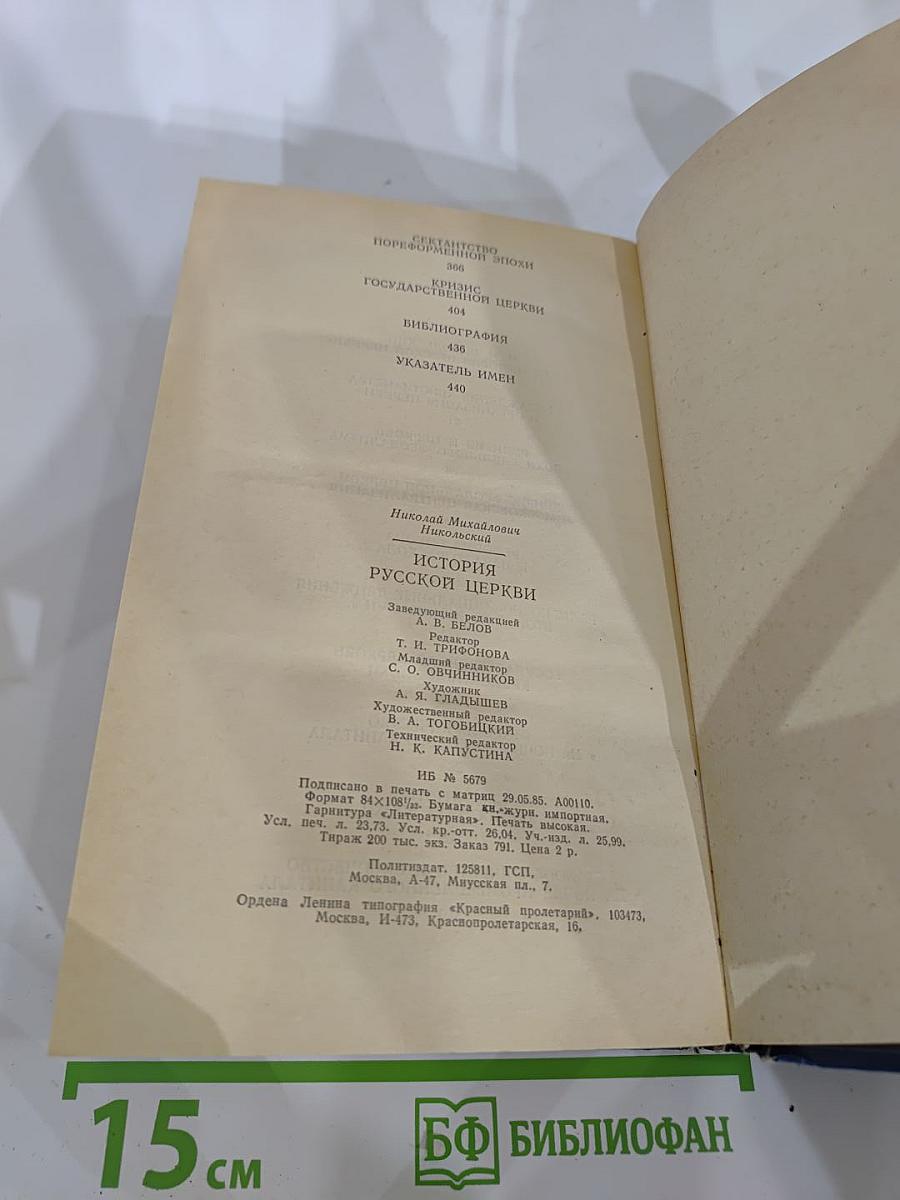 СЕКТАНТСТВО
ПОРЕФОРМЕННОЙ ЭПОХИ
366
КРИЗИС
ГОСУДАРСТВЕННОЙ ЦЕРКВИ
404
БИБЛИОГРАФИЯ
436
УКАЗАТЕЛЬ ИМЕН
440
Николай Михайлович
Никольский
ИСТОРИЯ
РУССКОЙ ЦЕРКВИ
Заведующий редакцией
А. В. БЕЛОВ
Редактор
Т. И. ТРИФОНОВА
Младший редактор
С. О. ОВЧИННИКОВ
Художник
А. Я. ГЛАДЫШЕВ
Художественный редактор
В. А. ТОГОБИЦКИЙ
Технический редактор
Н. К. КАПУСТИНА
ИБ № 5679
Подписано в печать с матриц 29.05.85. А00110.
Формат 84×108¹/₃₂. Бумага кн.-журн. импортная.
Гарнитура «Литературная». Печать высокая.
Усл. печ. л. 23,73. Усл. кр.-отт. 26,04. Уч.-изд. л. 25,99.
Тираж 200 тыс. экз. Заказ 791. Цена 2 р.
Политиздат. 125811, ГСП,
Москва, А-47, Миусская пл., 7.
Ордена Ленина типография «Красный пролетарий». 103473,
Москва, И-473, Краснопролетарская, 16.
15 см
БФ БИБЛИОФАН